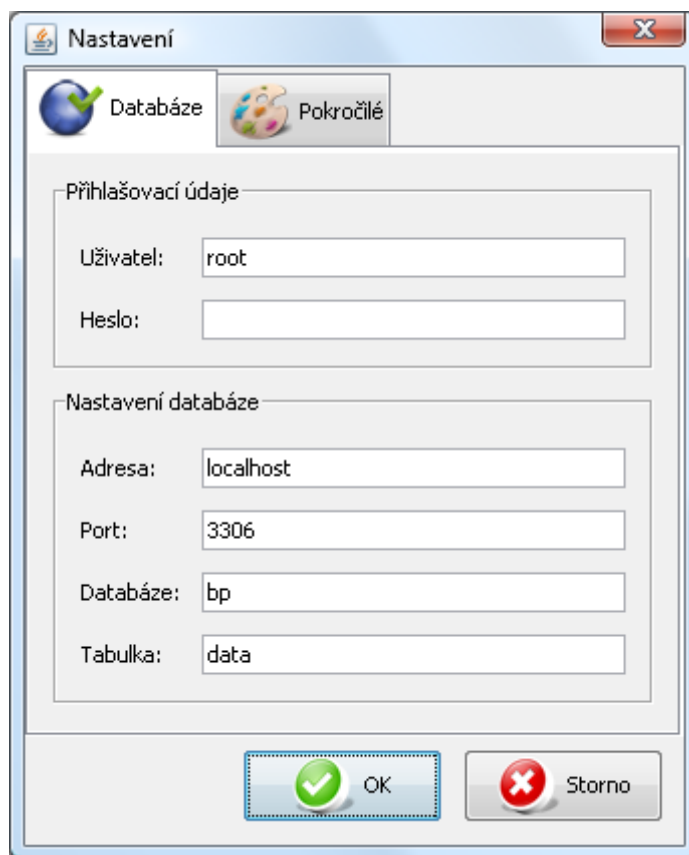 Nastavení
Databáze
Pokročilé
Přihlašovací údaje
Uživatel: root
Heslo:
Nastavení databáze
Adresa: localhost
Port: 3306
Databáze: bp
Tabulka: data
OK
Storno